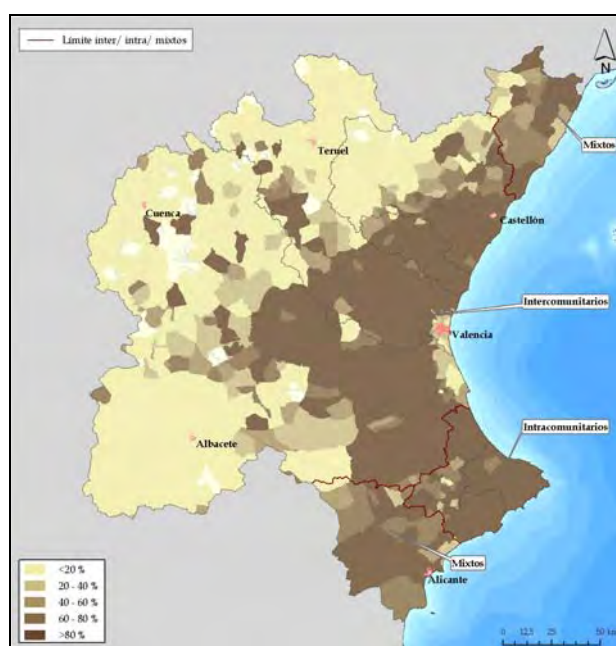 Límite inter/ intra/ mixtos
N
Teruel
Mixtos
Cuenca
Castellón
Intercomunitarios
Valencia
Intracomunitarios
Albacete
Mixtos
Alicante
<20 %
20 - 40 %
40 - 60 %
60 - 80 %
>80 %
0 12,5 25 50 km